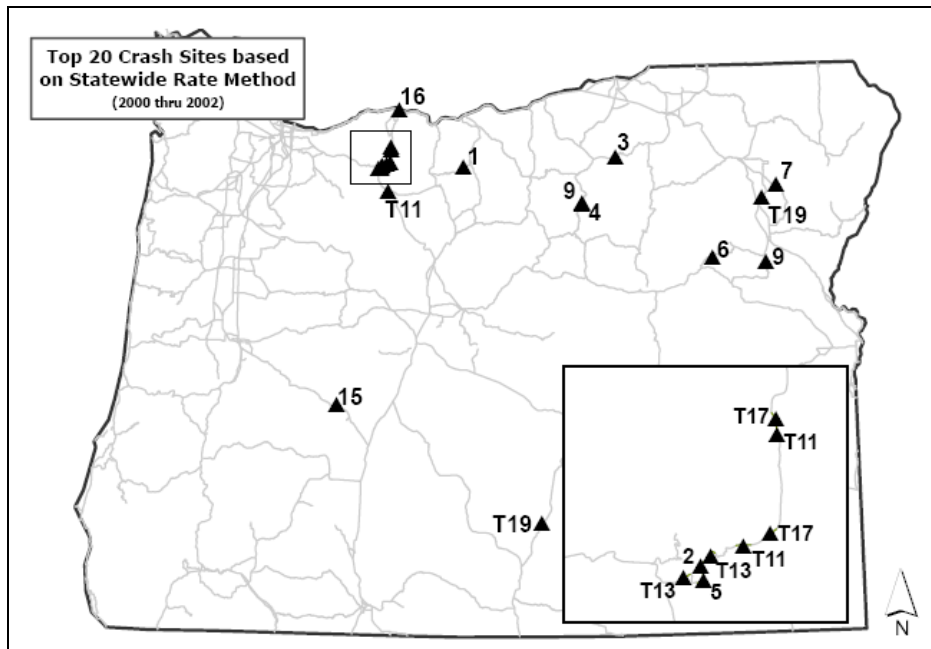 Top 20 Crash Sites based
on Statewide Rate Method
(2000 thru 2002)
16
3
1
7
9
4
T19
T11
6
9
15
T17
T11
T19
T17
2
T11
T13
T13
5
N